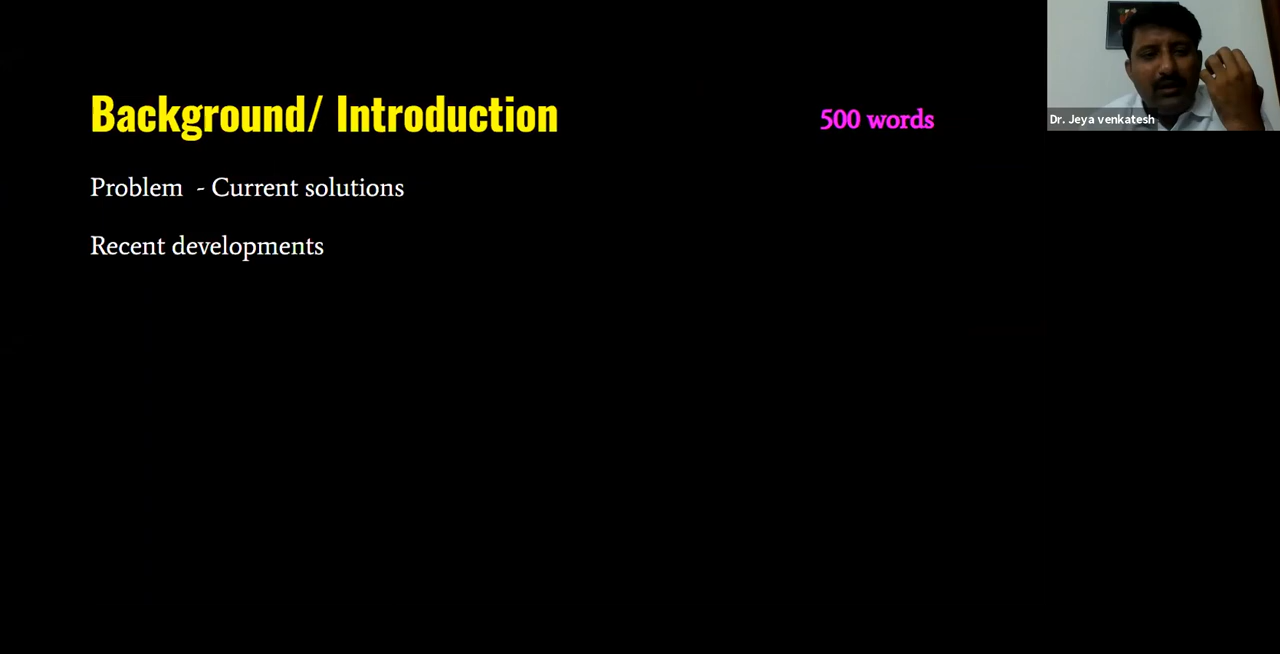 Background/ Introduction
500 words
Dr. Jeya venkatesh
Problem - Current solutions
Recent developments